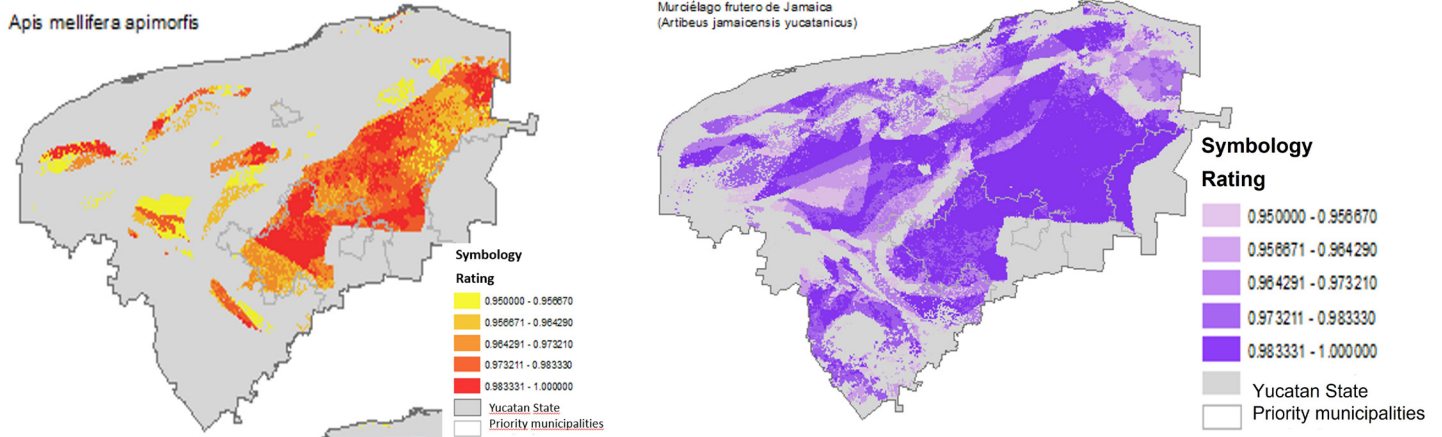 Apis mellifera apimorfis
Symbology
Rating
0.950000 - 0.956670
0.956671 - 0.964290
0.964291 - 0.973210
0.973211 - 0.983330
0.983331 - 1.000000
Yucatan State
Priority municipalities
Murciélago frutero de Jamaica
(Artibeus jamaicensis yucatanicus)
Symbology
Rating
0.950000 - 0.956670
0.956671 - 0.964290
0.964291 - 0.973210
0.973211 - 0.983330
0.983331 - 1.000000
Yucatan State
Priority municipalities